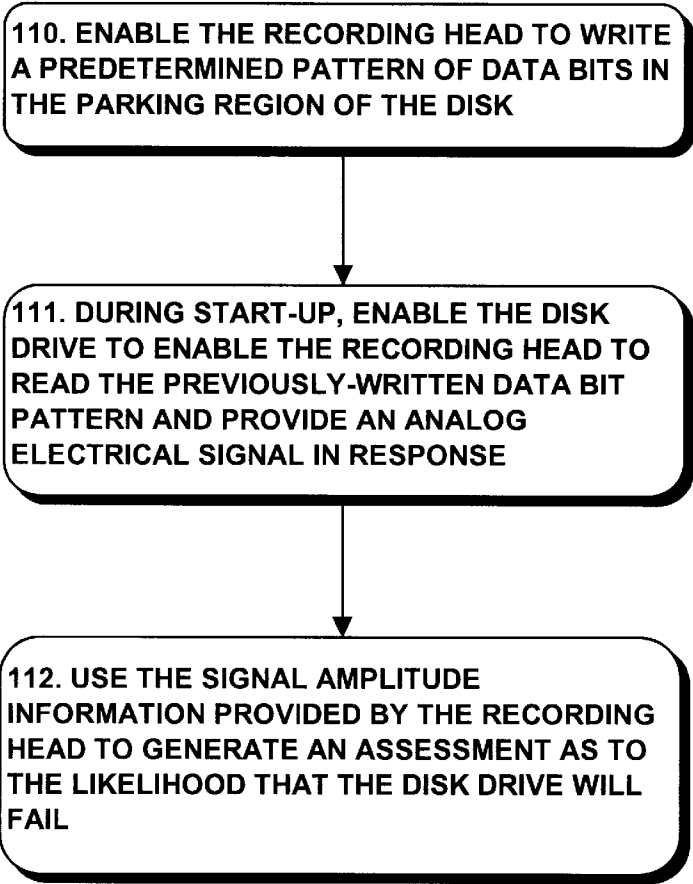 110. ENABLE THE RECORDING HEAD TO WRITE
A PREDETERMINED PATTERN OF DATA BITS IN
THE PARKING REGION OF THE DISK
111. DURING START-UP, ENABLE THE DISK
DRIVE TO ENABLE THE RECORDING HEAD TO
READ THE PREVIOUSLY-WRITTEN DATA BIT
PATTERN AND PROVIDE AN ANALOG
ELECTRICAL SIGNAL IN RESPONSE
112. USE THE SIGNAL AMPLITUDE
INFORMATION PROVIDED BY THE RECORDING
HEAD TO GENERATE AN ASSESSMENT AS TO
THE LIKELIHOOD THAT THE DISK DRIVE WILL
FAIL